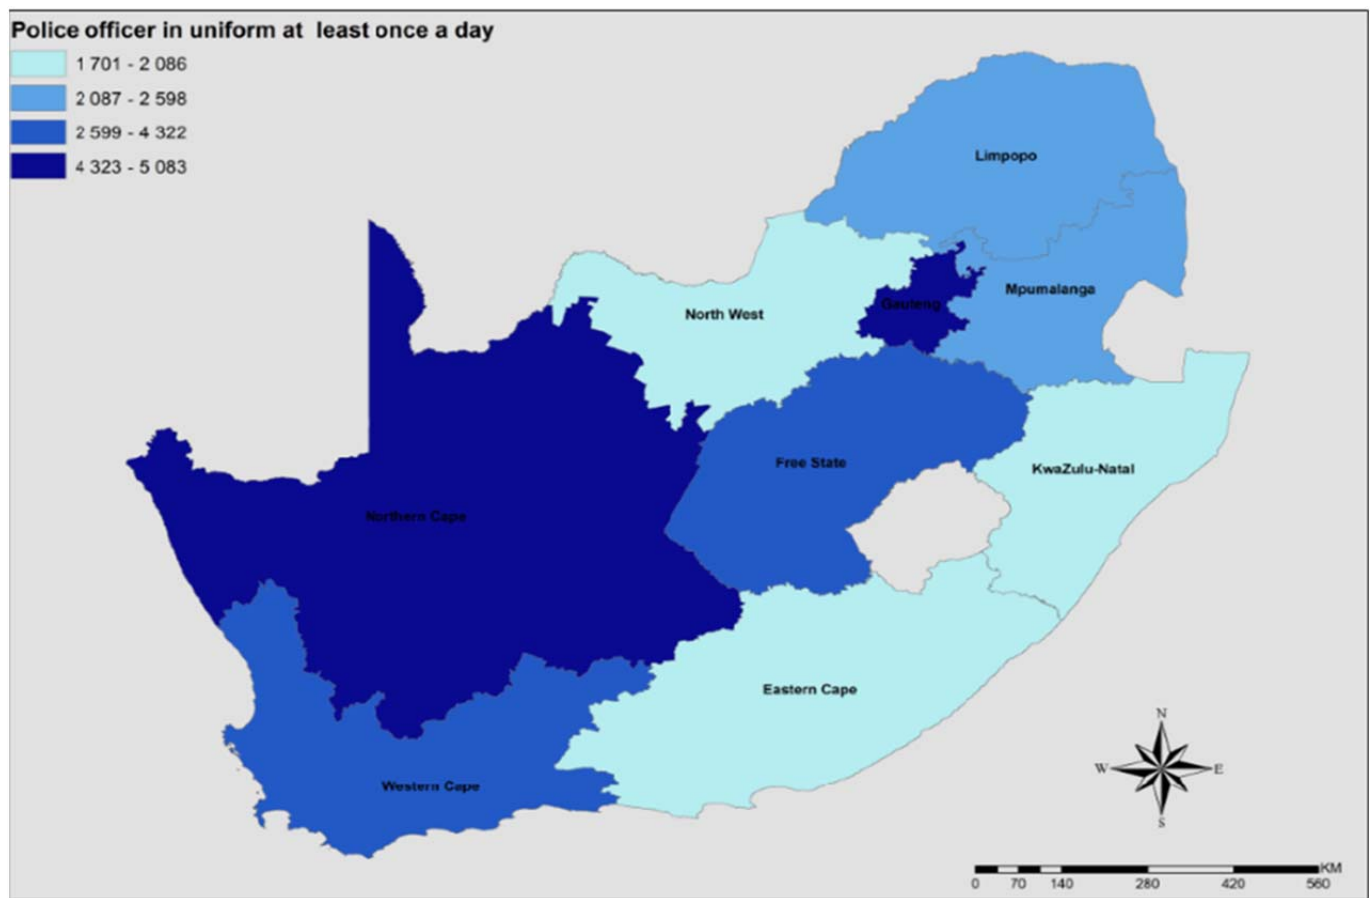 Police officer in uniform at least once a day
1 701 - 2 086
2 087 - 2 598
2 599 - 4 322
4 323 - 5 083
Limpopo
Mpumalanga
Gauteng
North West
Free State
KwaZulu-Natal
Northern Cape
Eastern Cape
Western Cape
N
W E
S
KM
0 70 140 280 420 560